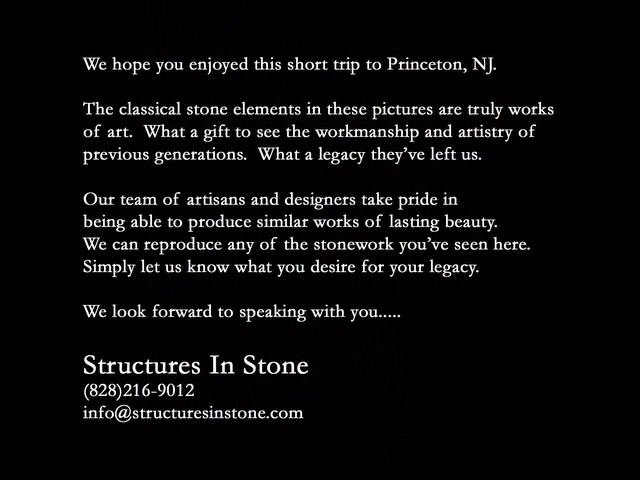 We hope you enjoyed this short trip to Princeton, NJ.
The classical stone elements in these pictures are truly works
of art.  What a gift to see the workmanship and artistry of
previous generations.  What a legacy they've left us.
Our team of artisans and designers take pride in
being able to produce similar works of lasting beauty.
We can reproduce any of the stonework you've seen here.
Simply let us know what you desire for your legacy.
We look forward to speaking with you.....
Structures In Stone
(828)216-9012
info@structuresinstone.com